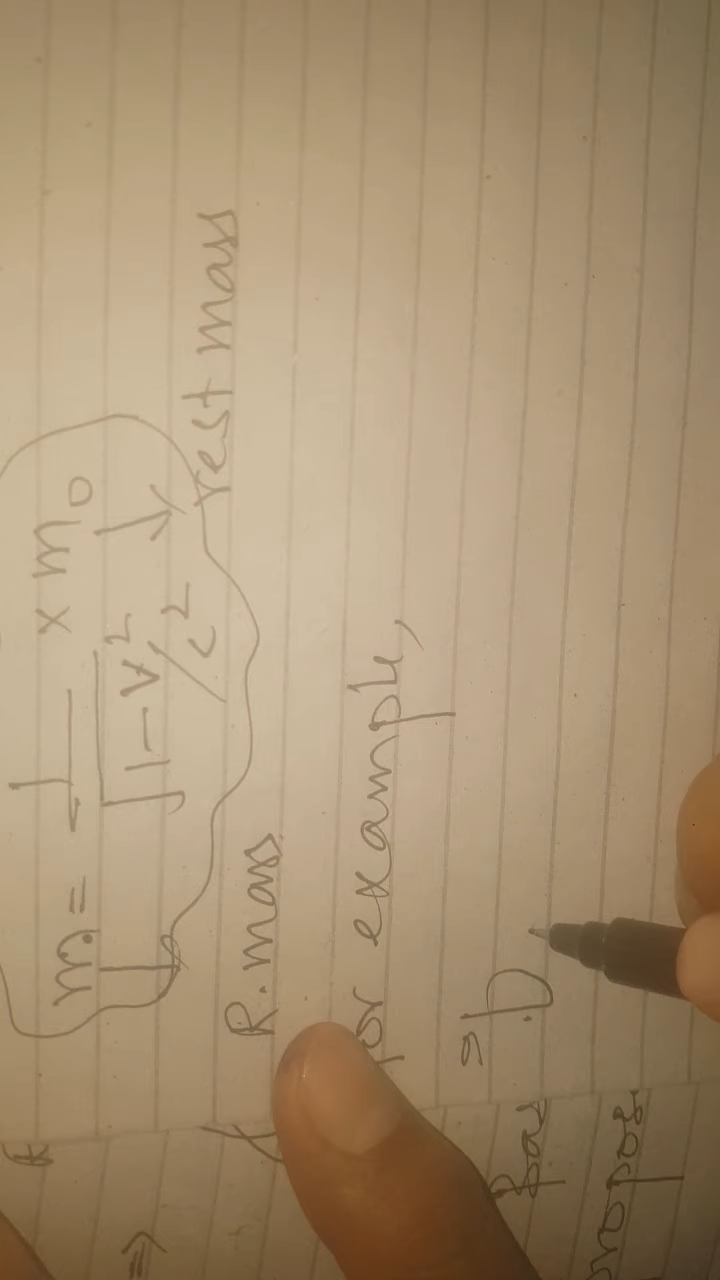 m = 1/√1-v²/c² × m₀
rest mass
R. mass
for example,